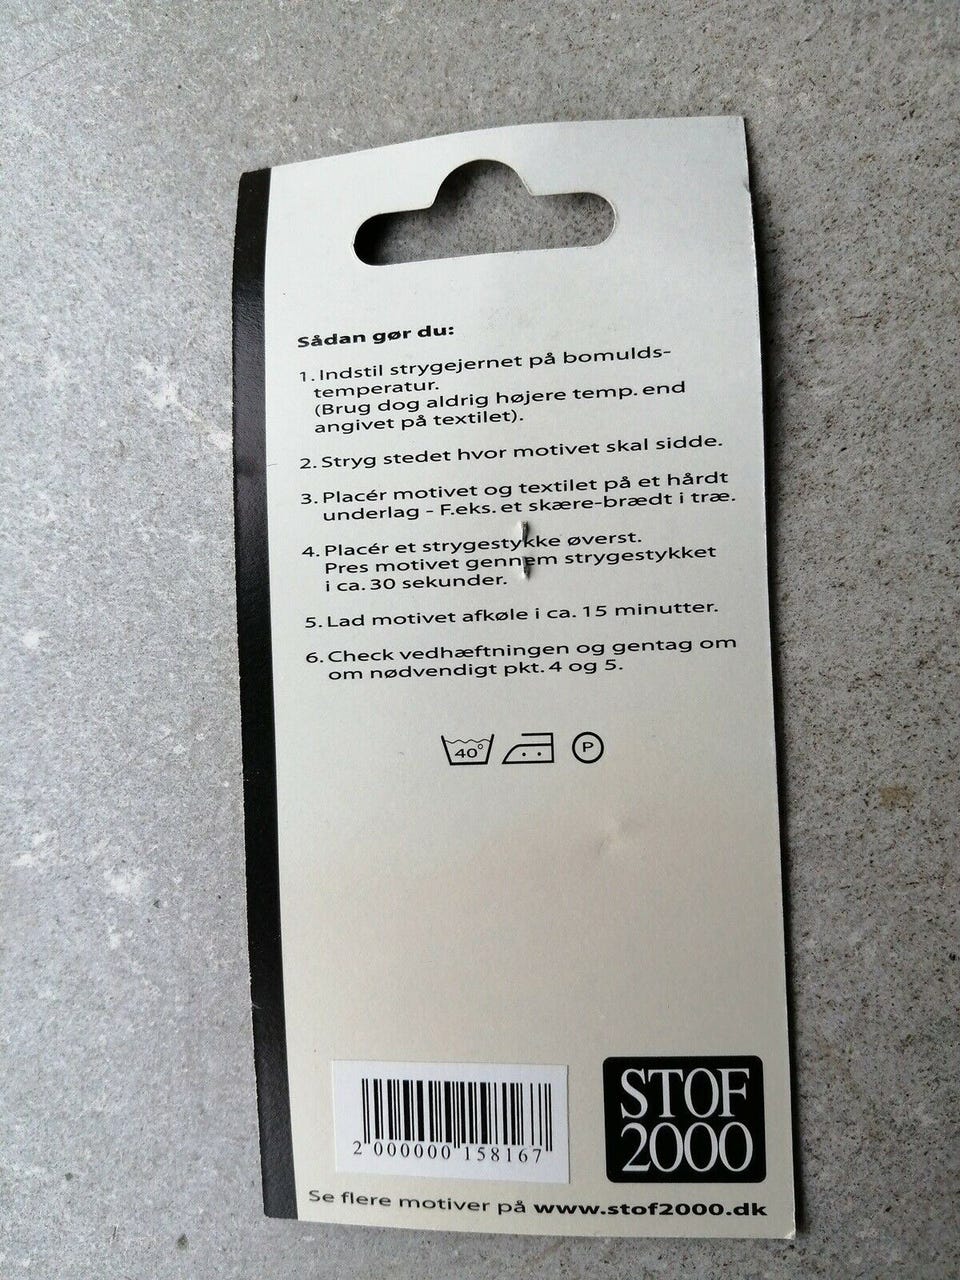 Sådan gør du:
1. Indstil strygejernet på bomulds-
temperatur.
(Brug dog aldrig højere temp. end
angivet på textilet).
2. Stryg stedet hvor motivet skal sidde.
3. Placér motivet og textilet på et hårdt
underlag - F.eks. et skære-brædt i træ.
4. Placér et strygestykke øverst.
Pres motivet gennem strygestykket
i ca. 30 sekunder.
5. Lad motivet afkøle i ca. 15 minutter.
6. Check vedhæftningen og gentag om
om nødvendigt pkt. 4 og 5.
40° P
2 000000 158167
STOF
2000
Se flere motiver på www.stof2000.dk